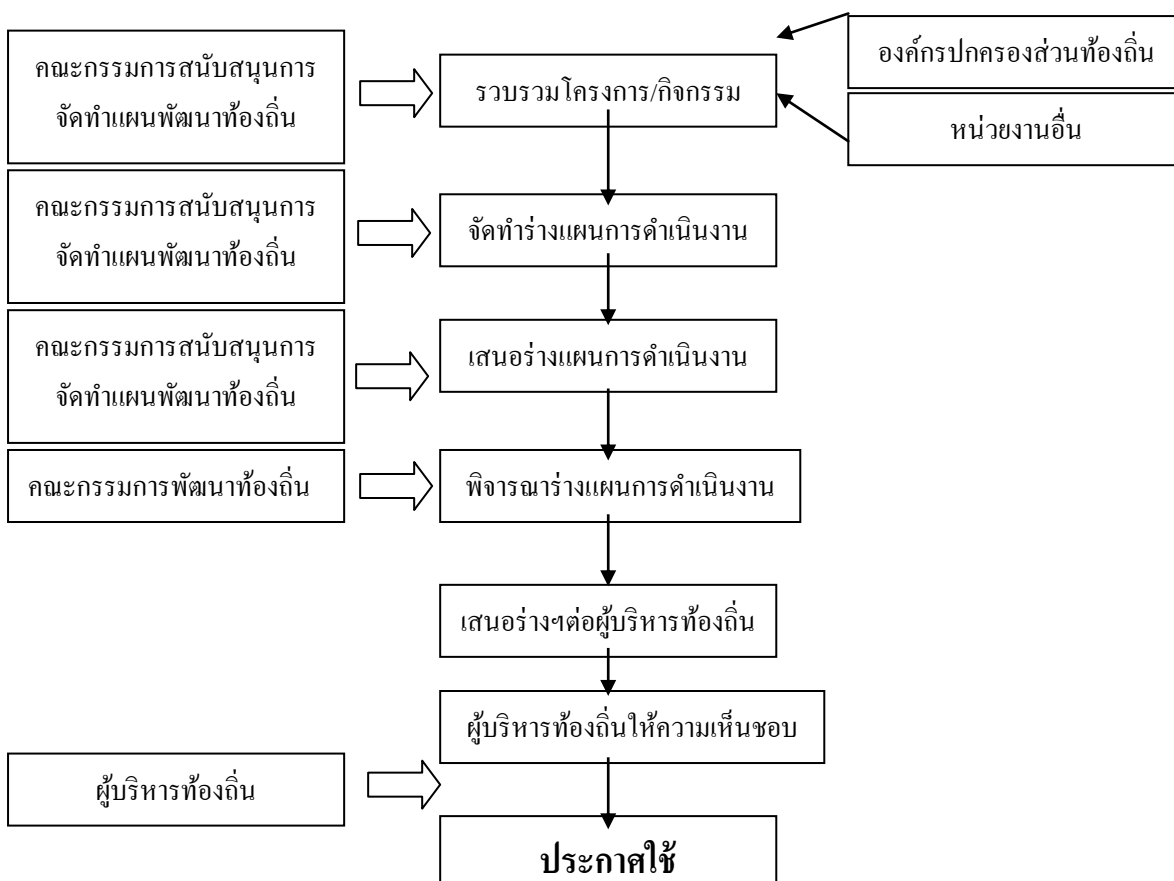 คณะกรรมการสนับสนุนการ
จัดทำแผนพัฒนาท้องถิ่น
รวบรวมโครงการ/กิจกรรม
องค์กรปกครองส่วนท้องถิ่น
หน่วยงานอื่น
คณะกรรมการสนับสนุนการ
จัดทำแผนพัฒนาท้องถิ่น
จัดทำร่างแผนการดำเนินงาน
คณะกรรมการสนับสนุนการ
จัดทำแผนพัฒนาท้องถิ่น
เสนอร่างแผนการดำเนินงาน
คณะกรรมการพัฒนาท้องถิ่น
พิจารณาร่างแผนการดำเนินงาน
เสนอร่างฯต่อผู้บริหารท้องถิ่น
ผู้บริหารท้องถิ่นให้ความเห็นชอบ
ผู้บริหารท้องถิ่น
ประกาศใช้